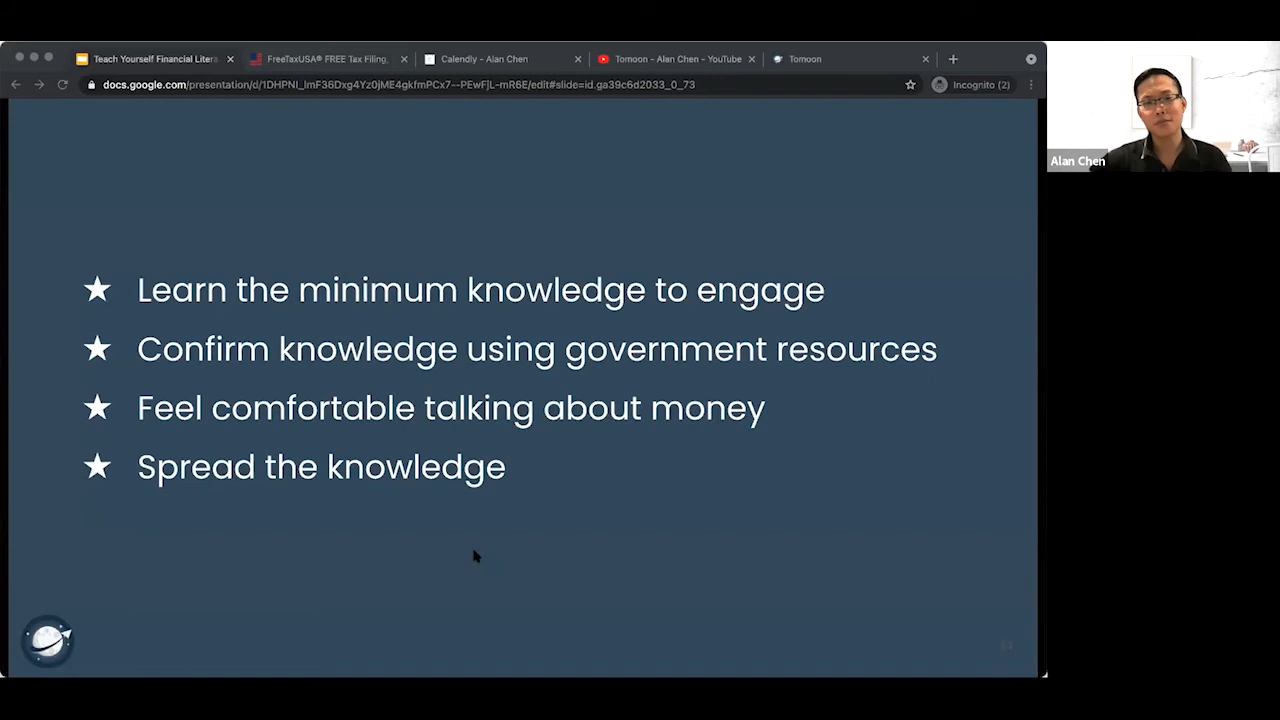 Teach Yourself Financial Litera
FreeTaxUSA® FREE Tax Filing,
Calendly - Alan Chen
Tomoon - Alan Chen - YouTube
Tomoon
docs.google.com/presentation/d/1DHPNI_lmF36Dxg4Yz0jME4gkfmPCx7--PEwFjL-mR6E/edit#slide=id.ga39c6d2033_0_73
Incognito (2)
Alan Chen
★ Learn the minimum knowledge to engage
★ Confirm knowledge using government resources
★ Feel comfortable talking about money
★ Spread the knowledge